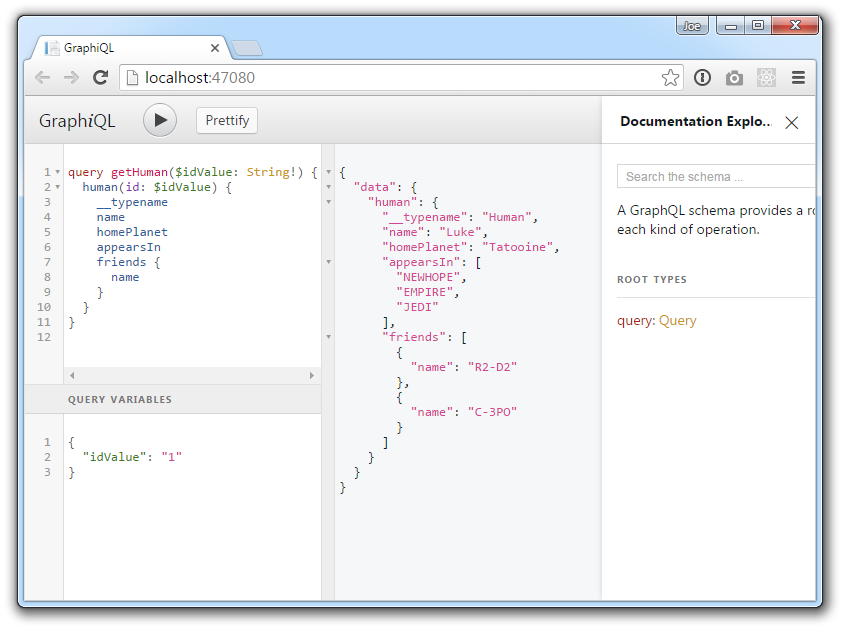 Joe
GraphiQL
localhost:47080
GraphiQL
Prettify
1 query getHuman($idValue: String!) {
2 human(id: $idValue) {
3 __typename
4 name
5 homePlanet
6 appearsIn
7 friends {
8 name
9 }
10 }
11 }
12
QUERY VARIABLES
1 {
2 "idValue": "1"
3 }
{
"data": {
"human": {
"__typename": "Human",
"name": "Luke",
"homePlanet": "Tatooine",
"appearsIn": [
"NEWHOPE",
"EMPIRE",
"JEDI"
],
"friends": [
{
"name": "R2-D2"
},
{
"name": "C-3PO"
}
]
}
}
}
Documentation Explo...
Search the schema ...
A GraphQL schema provides a
each kind of operation.
ROOT TYPES
query: Query